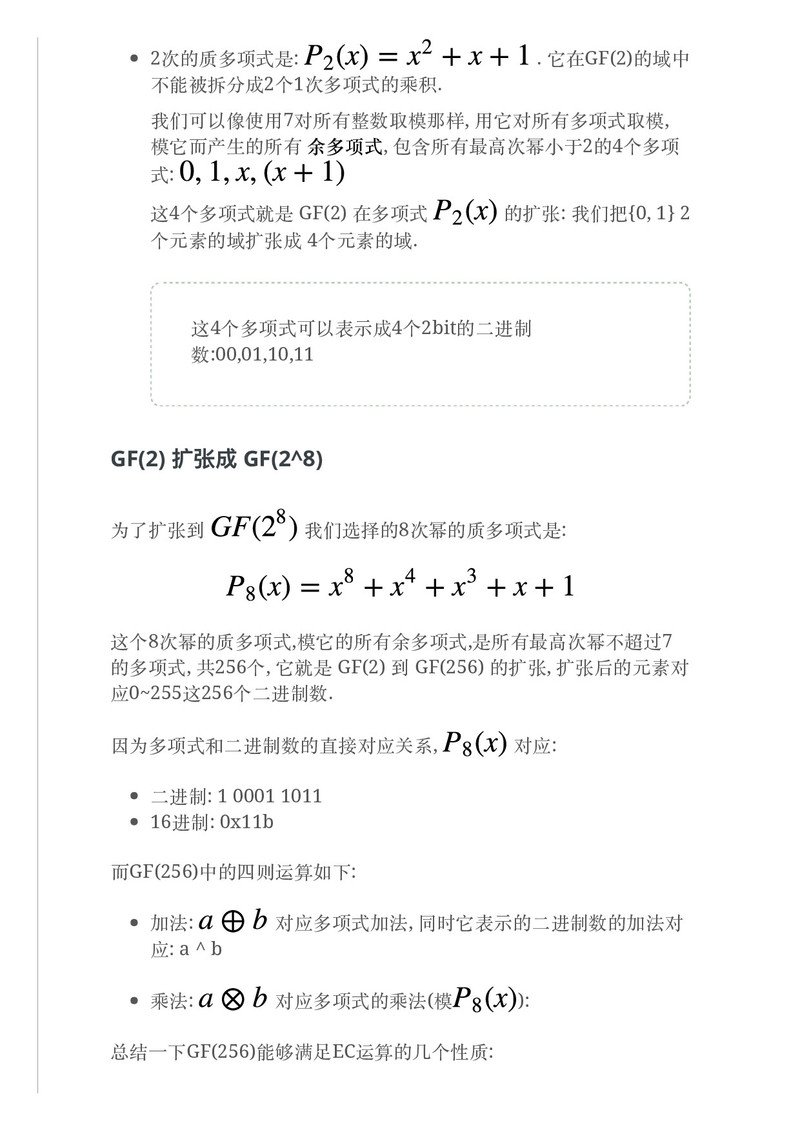 • 2次的质多项式是: P₂(x) = x² + x + 1 . 它在GF(2)的域中
不能被拆分成2个1次多项式的乘积.
我们可以像使用7对所有整数取模那样, 用它对所有多项式取模,
模它而产生的所有 余多项式, 包含所有最高次幂小于2的4个多项
式: 0, 1, x, (x + 1)
这4个多项式就是 GF(2) 在多项式 P₂(x) 的扩张: 我们把{0, 1} 2
个元素的域扩张成 4个元素的域.
这4个多项式可以表示成4个2bit的二进制
数:00,01,10,11
GF(2) 扩张成 GF(2^8)
为了扩张到 GF(2⁸) 我们选择的8次幂的质多项式是:
P₈(x) = x⁸ + x⁴ + x³ + x + 1
这个8次幂的质多项式,模它的所有余多项式,是所有最高次幂不超过7
的多项式, 共256个, 它就是 GF(2) 到 GF(256) 的扩张, 扩张后的元素对
应0~255这256个二进制数.
因为多项式和二进制数的直接对应关系, P₈(x) 对应:
• 二进制: 1 0001 1011
• 16进制: 0x11b
而GF(256)中的四则运算如下:
• 加法: a ⊕ b 对应多项式加法, 同时它表示的二进制数的加法对
应: a ^ b
• 乘法: a ⊗ b 对应多项式的乘法(模P₈(x)):
总结一下GF(256)能够满足EC运算的几个性质: